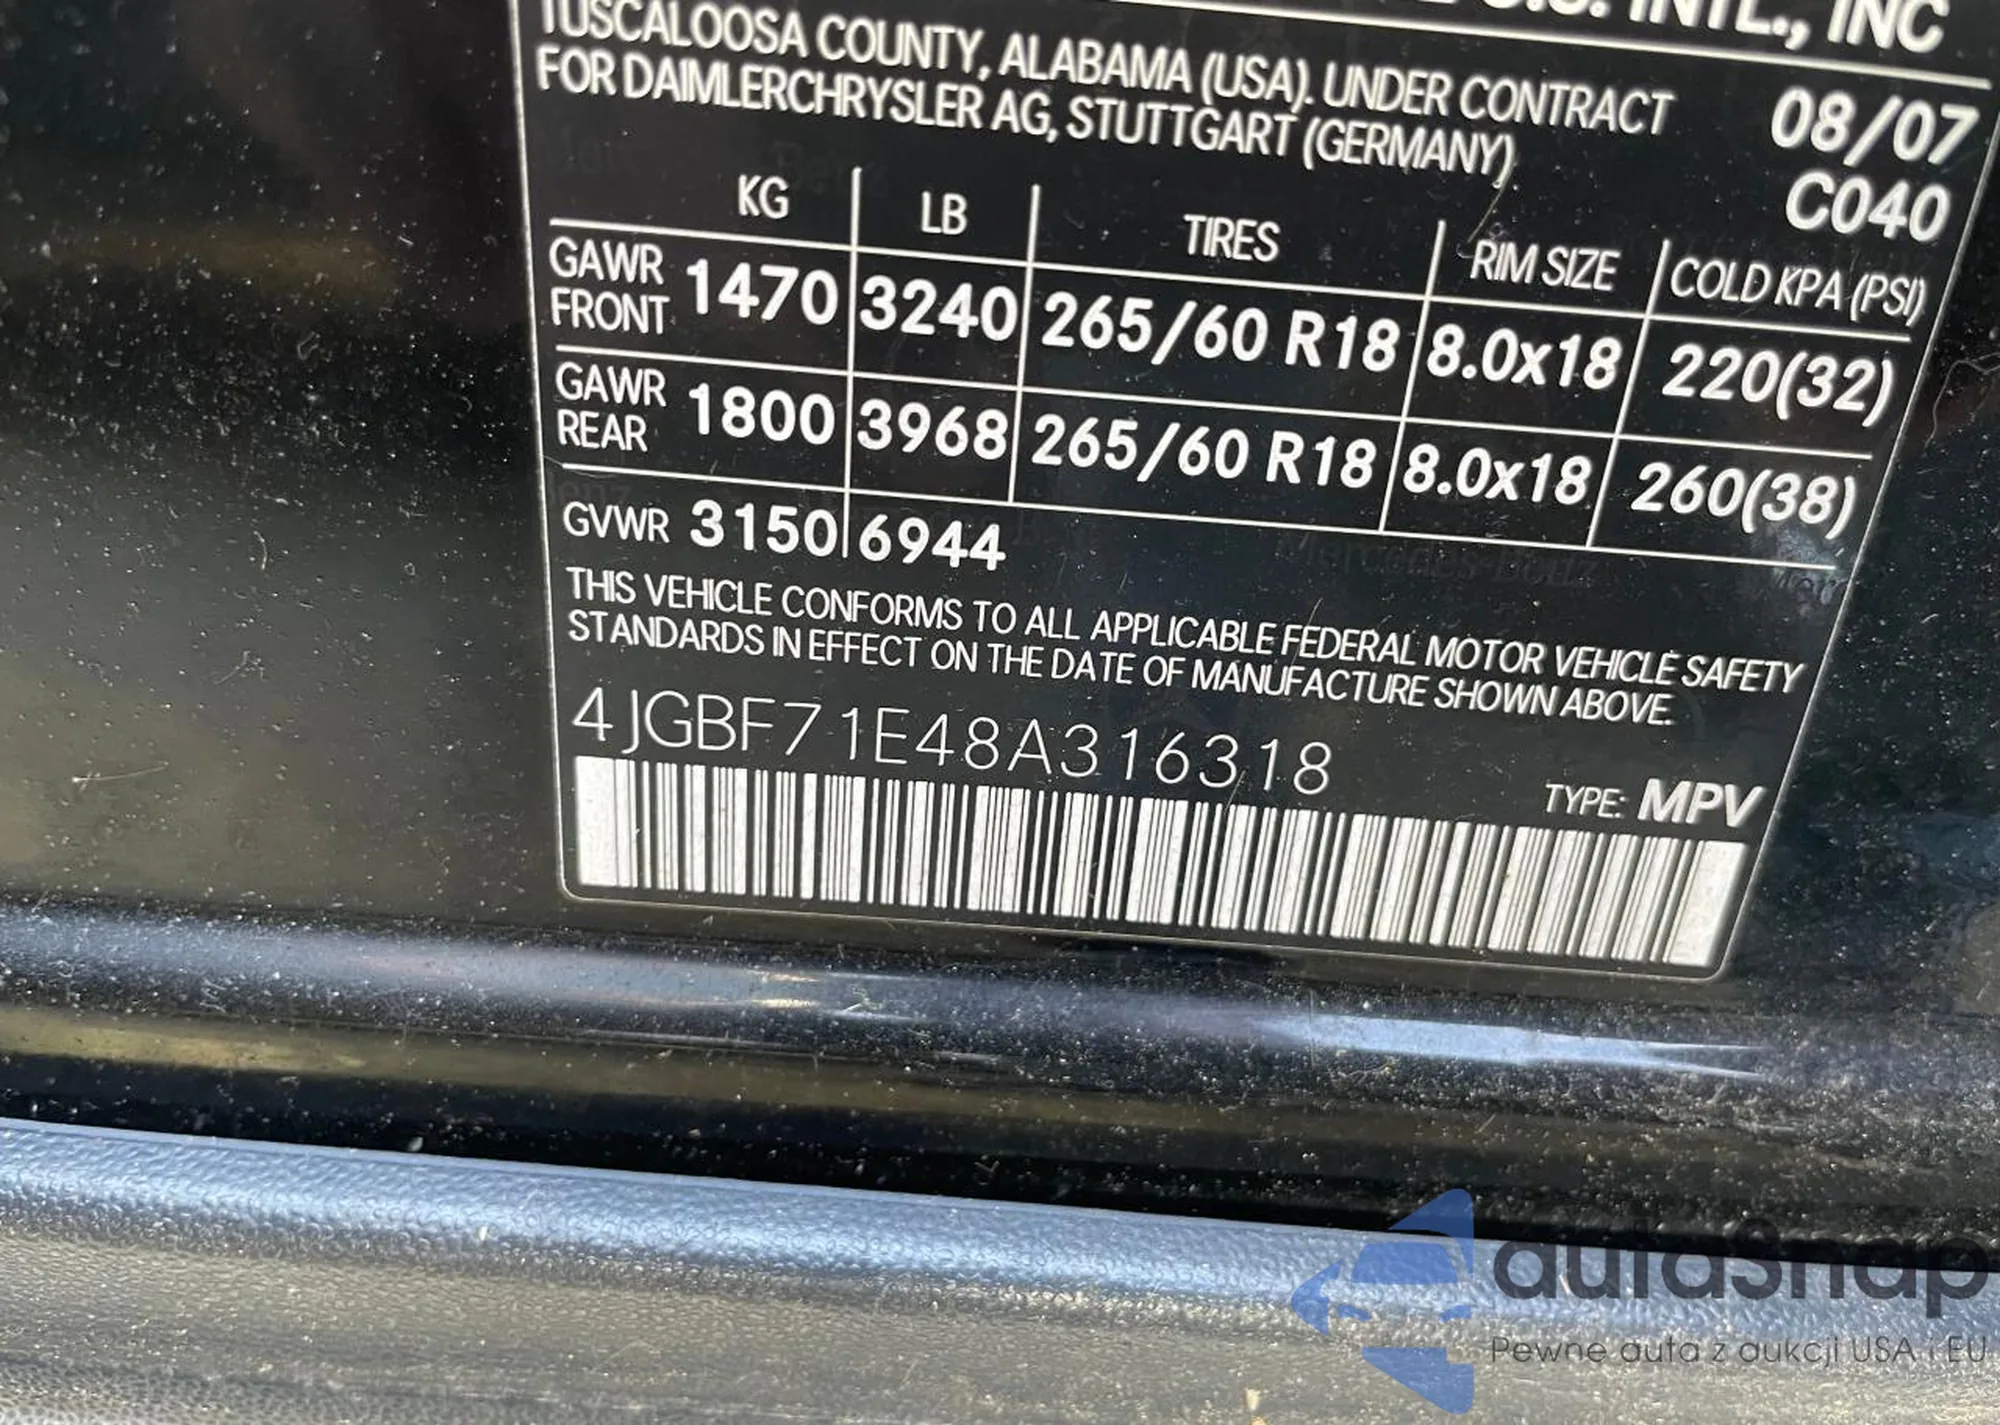 U.S. INTL., INC
TUSCALOOSA COUNTY, ALABAMA (USA). UNDER CONTRACT
FOR DAIMLERCHRYSLER AG, STUTTGART (GERMANY)
08/07
C040
KG LB TIRES RIM SIZE COLD KPA (PSI)
GAWR FRONT 1470 3240 265/60 R18 8.0x18 220(32)
GAWR REAR 1800 3968 265/60 R18 8.0x18 260(38)
GVWR 3150 6944
THIS VEHICLE CONFORMS TO ALL APPLICABLE FEDERAL MOTOR VEHICLE SAFETY
STANDARDS IN EFFECT ON THE DATE OF MANUFACTURE SHOWN ABOVE.
4JGBF71E48A316318
TYPE: MPV
autaSnap
Pewne auta z aukcji USA i EU